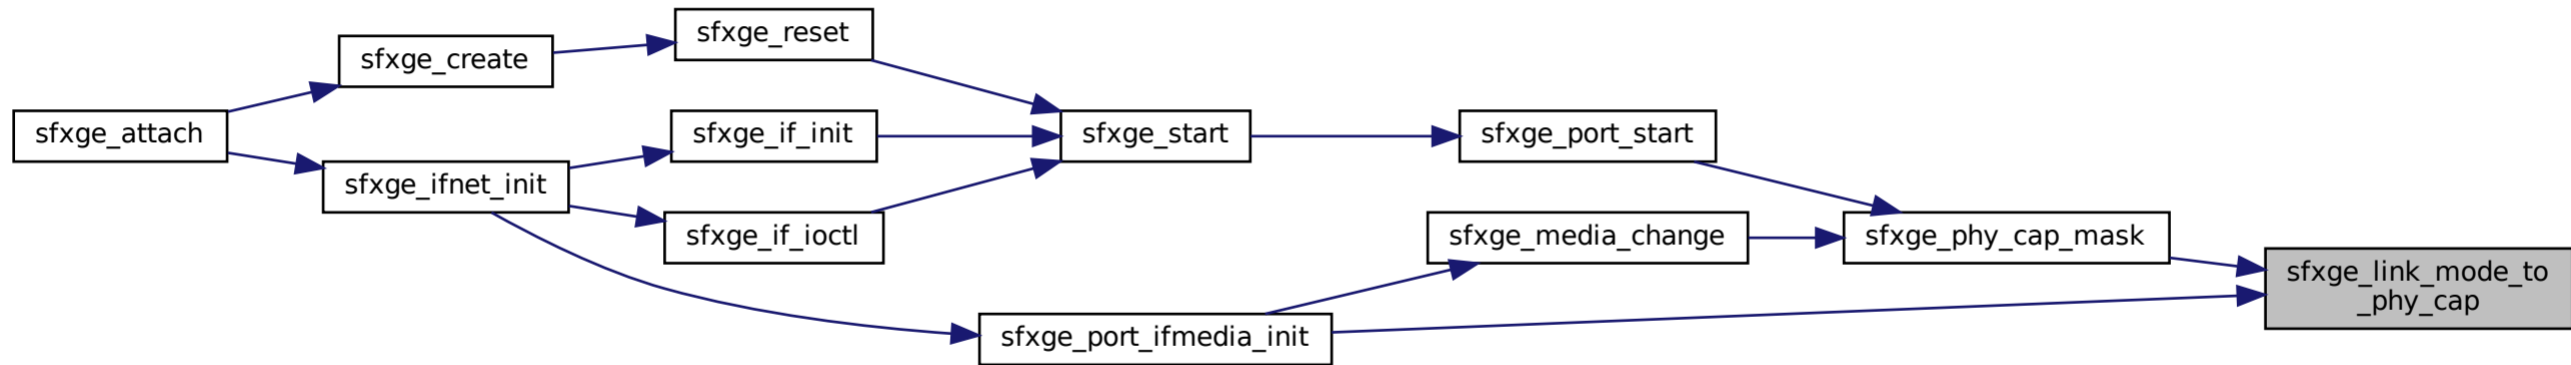 sfxge_reset
sfxge_create
sfxge_attach
sfxge_if_init
sfxge_start
sfxge_port_start
sfxge_ifnet_init
sfxge_if_ioctl
sfxge_media_change
sfxge_phy_cap_mask
sfxge_link_mode_to
_phy_cap
sfxge_port_ifmedia_init